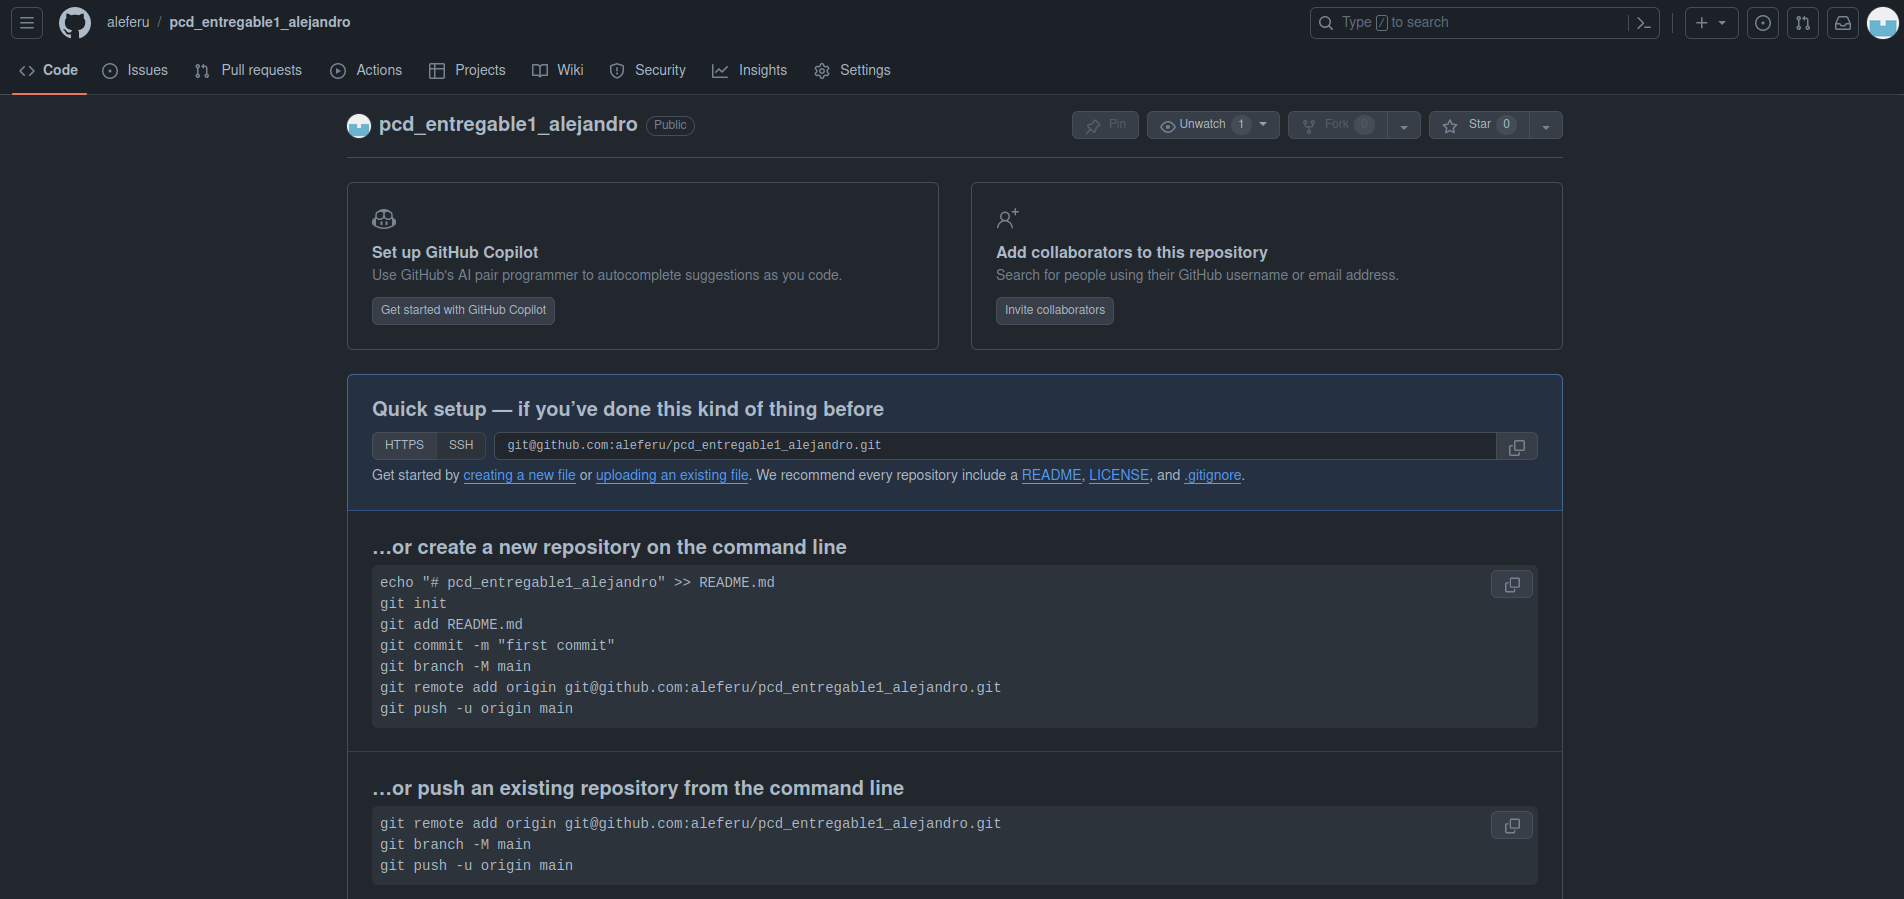 aleferu / pcd_entregable1_alejandro
Type / to search
Code Issues Pull requests Actions Projects Wiki Security Insights Settings
pcd_entregable1_alejandro Public
Pin Unwatch 1 Fork 0 Star 0
Set up GitHub Copilot
Use GitHub's AI pair programmer to autocomplete suggestions as you code.
Get started with GitHub Copilot
Add collaborators to this repository
Search for people using their GitHub username or email address.
Invite collaborators
Quick setup — if you’ve done this kind of thing before
HTTPS SSH git@github.com:aleferu/pcd_entregable1_alejandro.git
Get started by creating a new file or uploading an existing file. We recommend every repository include a README, LICENSE, and .gitignore.
…or create a new repository on the command line
echo "# pcd_entregable1_alejandro" >> README.md
git init
git add README.md
git commit -m "first commit"
git branch -M main
git remote add origin git@github.com:aleferu/pcd_entregable1_alejandro.git
git push -u origin main
…or push an existing repository from the command line
git remote add origin git@github.com:aleferu/pcd_entregable1_alejandro.git
git branch -M main
git push -u origin main